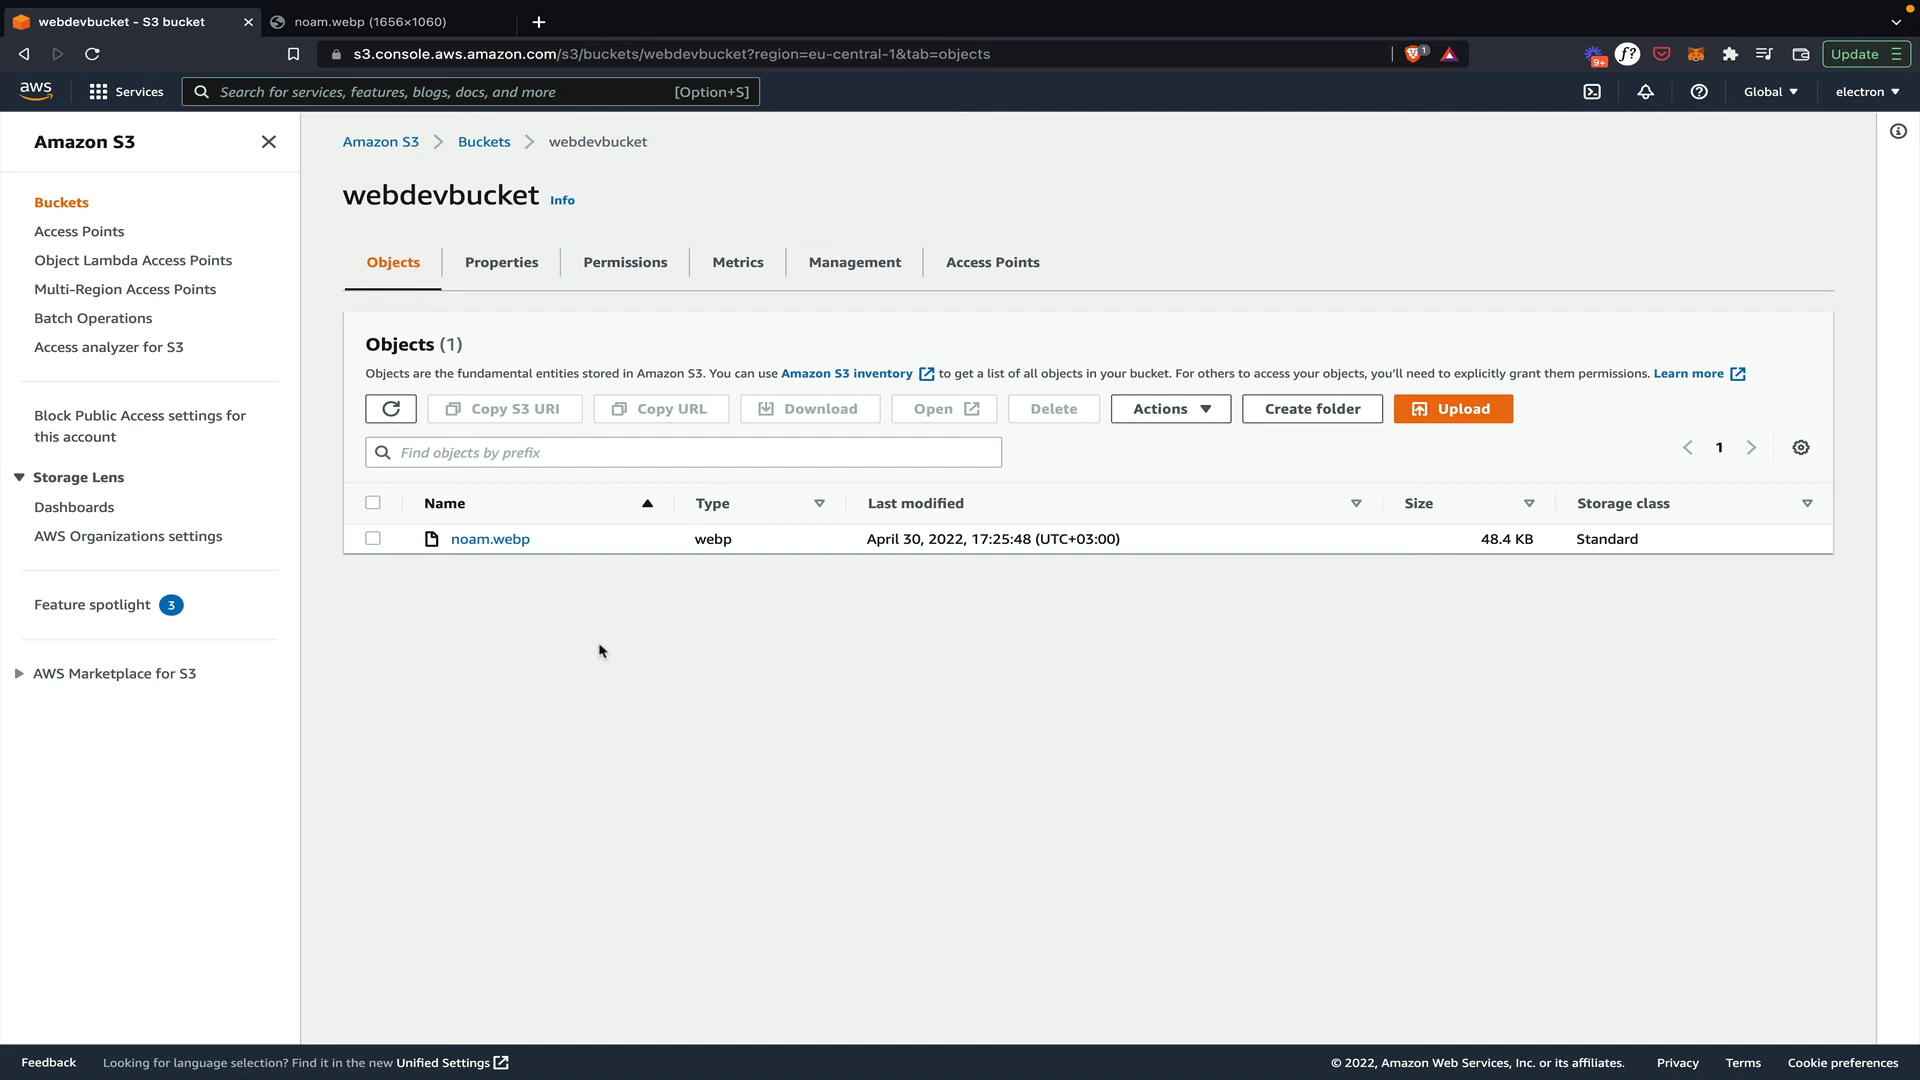 webdevbucket - S3 bucket
noam.webp (1656×1060)
s3.console.aws.amazon.com/s3/buckets/webdevbucket?region=eu-central-1&tab=objects
1
9+
f?
Update
aws
Services
Search for services, features, blogs, docs, and more
[Option+S]
Global
electron
Amazon S3
Buckets
Access Points
Object Lambda Access Points
Multi-Region Access Points
Batch Operations
Access analyzer for S3
Block Public Access settings for
this account
Storage Lens
Dashboards
AWS Organizations settings
Feature spotlight 3
AWS Marketplace for S3
Amazon S3 > Buckets > webdevbucket
webdevbucket Info
Objects
Properties
Permissions
Metrics
Management
Access Points
Objects (1)
Objects are the fundamental entities stored in Amazon S3. You can use Amazon S3 inventory to get a list of all objects in your bucket. For others to access your objects, you'll need to explicitly grant them permissions. Learn more
Copy S3 URI
Copy URL
Download
Open
Delete
Actions
Create folder
Upload
Find objects by prefix
1
Name
Type
Last modified
Size
Storage class
noam.webp
webp
April 30, 2022, 17:25:48 (UTC+03:00)
48.4 KB
Standard
Feedback
Looking for language selection? Find it in the new Unified Settings
© 2022, Amazon Web Services, Inc. or its affiliates.
Privacy
Terms
Cookie preferences